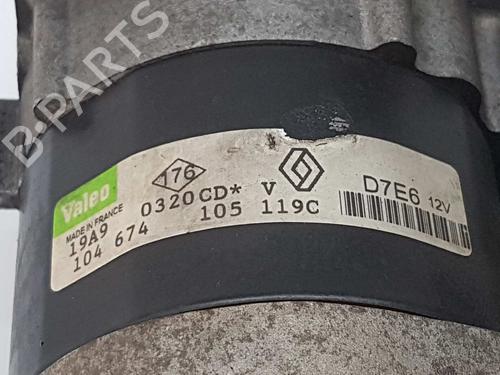 Valeo
MADE IN FRANCE
176
0320CD* V
D7E6 12V
19A9
105 119C
104 674
B-PARTS